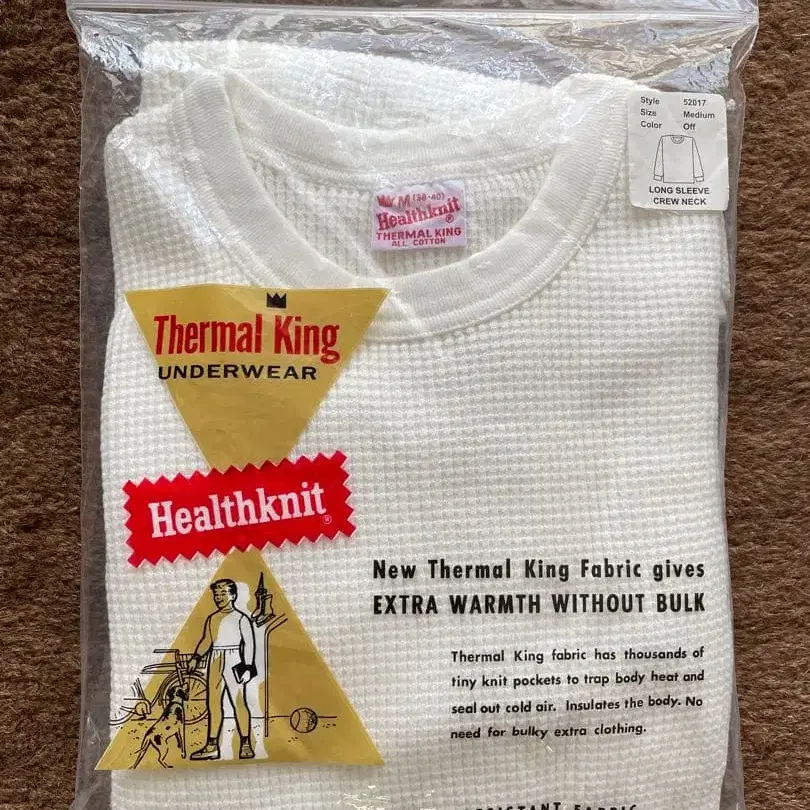 Style 52017
Size Medium
Color Off
LONG SLEEVE
CREW NECK
M (38-40)
Healthknit®
THERMAL KING
ALL COTTON
Thermal King
UNDERWEAR
Healthknit®
New Thermal King Fabric gives
EXTRA WARMTH WITHOUT BULK
Thermal King fabric has thousands of
tiny knit pockets to trap body heat and
seal out cold air. Insulates the body. No
need for bulky extra clothing.
FABRIC